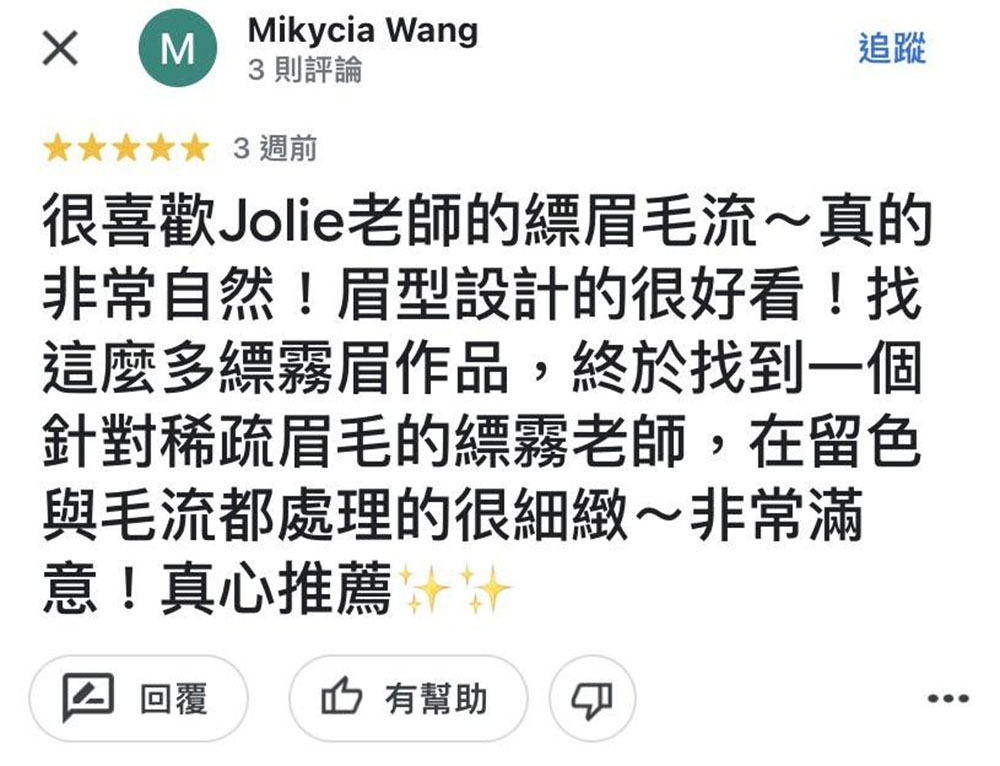 Mikycia Wang
3 則評論
追蹤
3 週前
很喜歡Jolie老師的縹眉毛流～真的
非常自然！眉型設計的很好看！找
這麼多縹霧眉作品，終於找到一個
針對稀疏眉毛的縹霧老師，在留色
與毛流都處理的很細緻～非常滿
意！真心推薦✨✨
回覆
有幫助
M